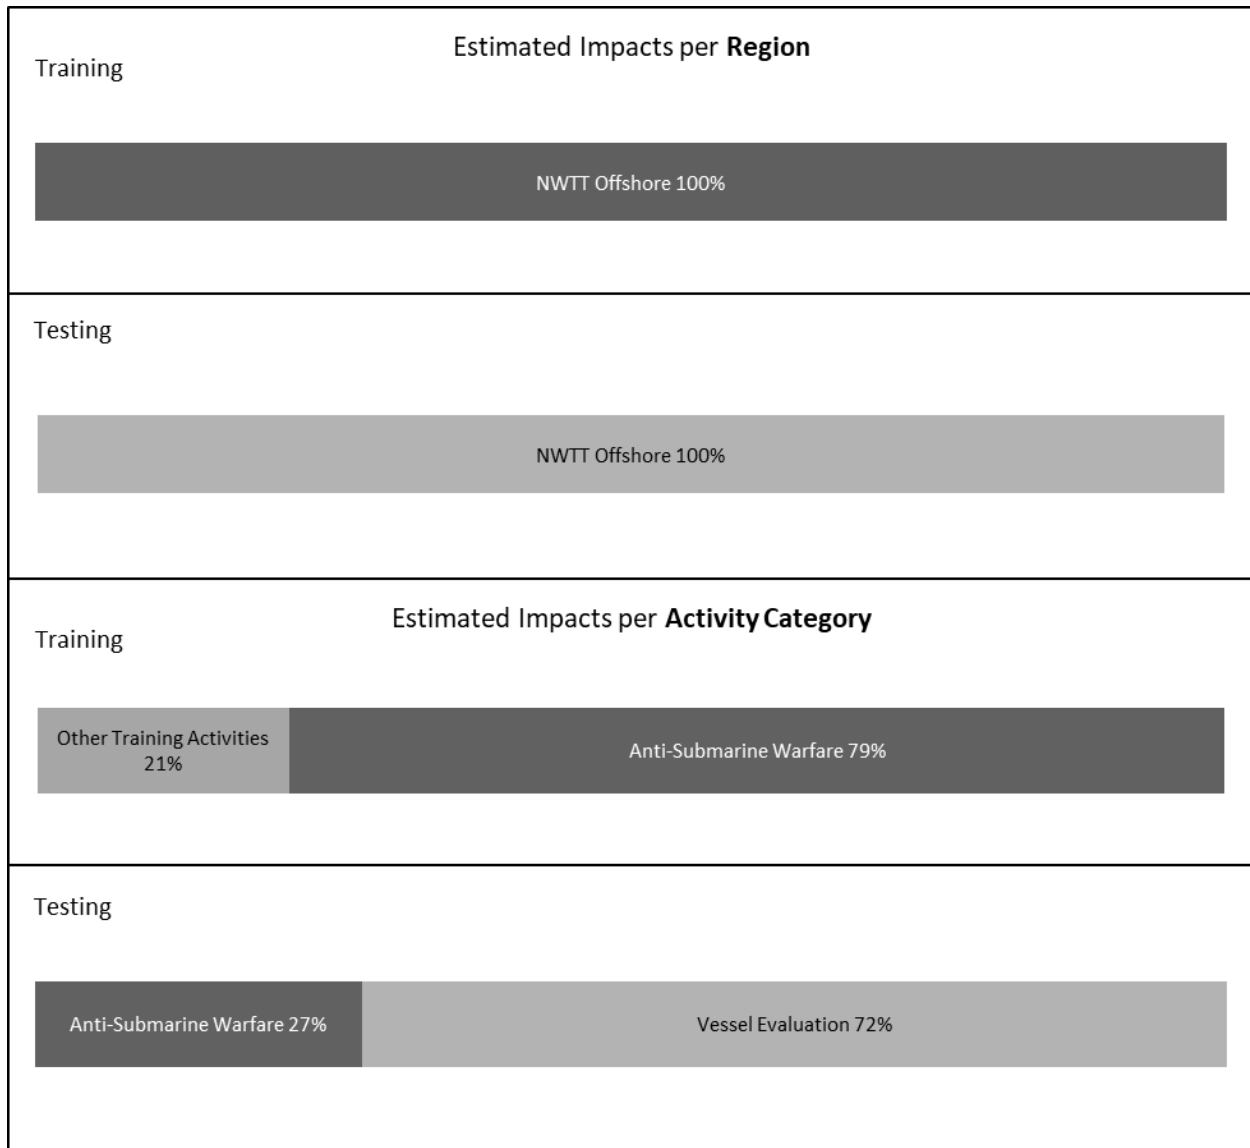 Estimated Impacts per Region
Training
NWTT Offshore 100%
Testing
NWTT Offshore 100%
Estimated Impacts per Activity Category
Training
Other Training Activities
21%
Anti-Submarine Warfare 79%
Testing
Anti-Submarine Warfare 27%
Vessel Evaluation 72%